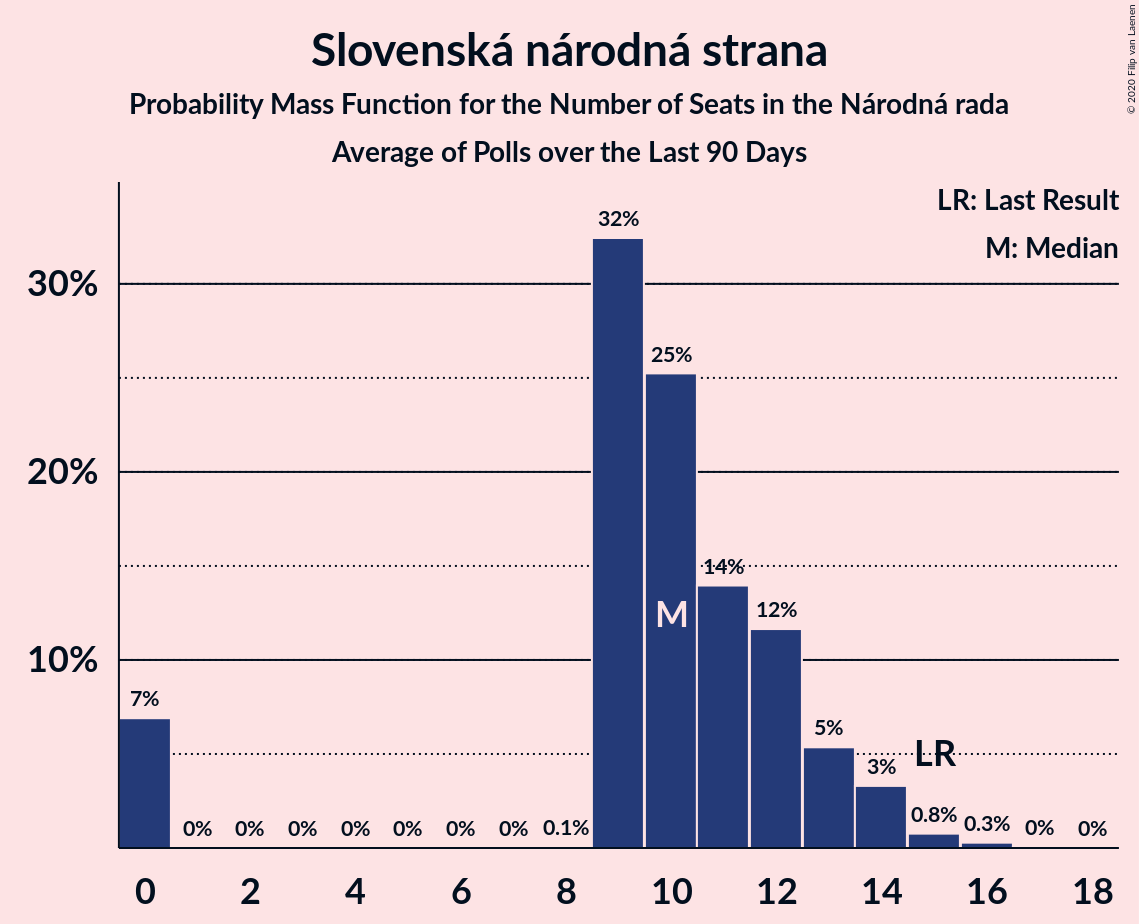 Slovenská národná strana
Probability Mass Function for the Number of Seats in the Národná rada
Average of Polls over the Last 90 Days
© 2020 Filip van Laenen
LR: Last Result
M: Median
32%
30%
25%
20%
14%
12%
M
10%
7%
5%
LR
3%
0% 0% 0% 0% 0% 0% 0% 0.1% 0.8% 0.3% 0% 0%
0 2 4 6 8 10 12 14 16 18